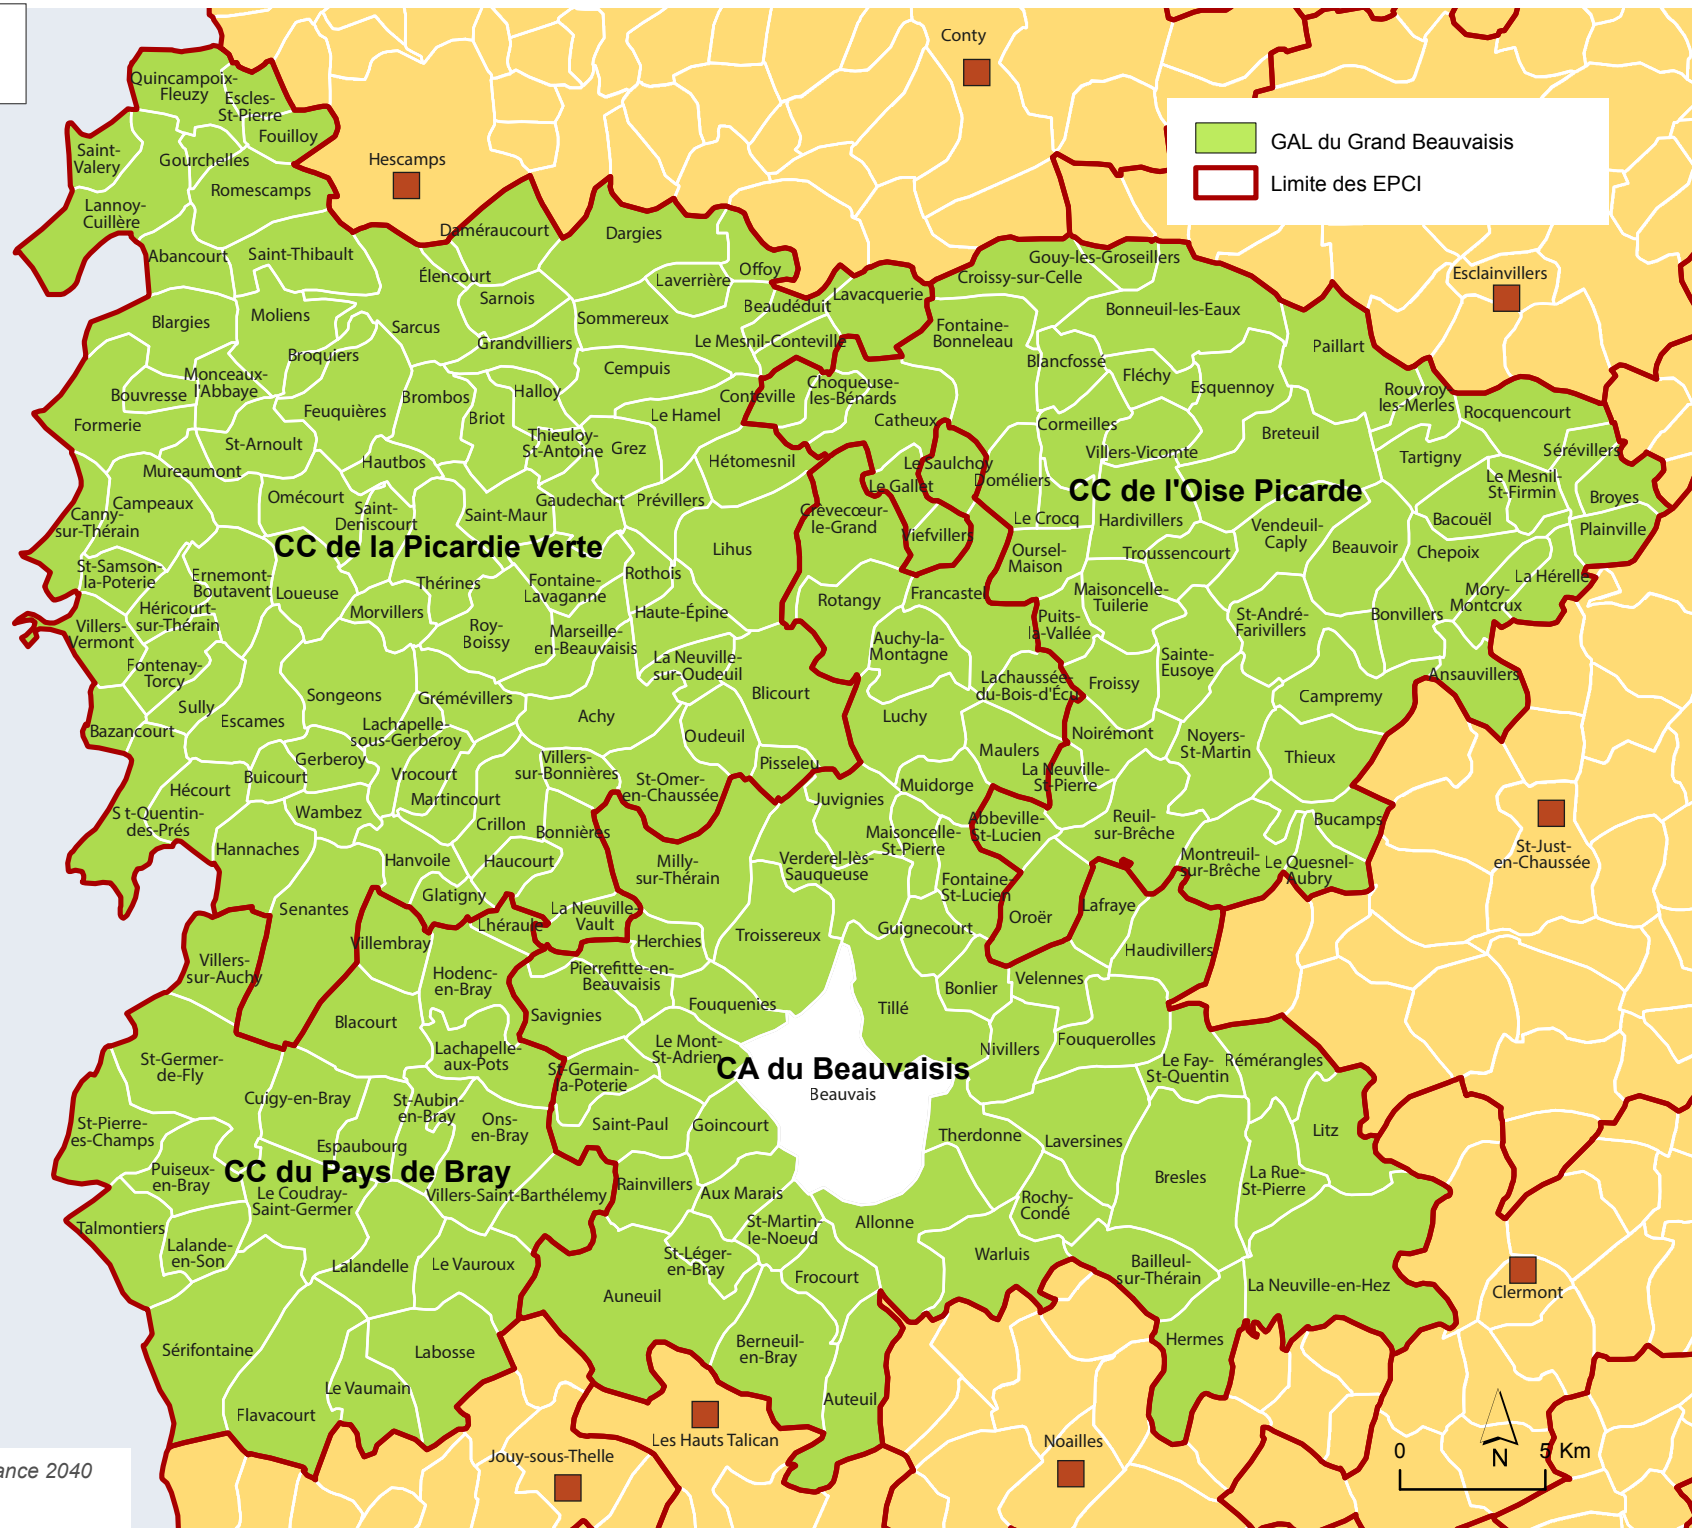 Conty
Quincampoix-
Fleuzy
Escles-
St-Pierre
Fouilloy
GAL du Grand Beauvaisis
Limite des EPCI
Saint-
Valery
Gourchelles
Hescamps
Romescamps
Lannoy-
Cuillère
Daméraucourt
Dargies
Abancourt
Saint-Thibault
Élencourt
Laverrière
Offoy
Gouy-les-Groseillers
Croissy-sur-Celle
Esclainvillers
Sarnois
Beaudéduit
Lavacquerie
Bonneuil-les-Eaux
Blargies
Moliens
Sarcus
Sommereux
Fontaine-
Bonneleau
Grandvilliers
Le Mesnil-Conteville
Paillart
Broquiers
Cempuis
Blancfossé
Fléchy
Esquennoy
Monceaux-
l'Abbaye
Bouvresse
Halloy
Conteville
Choqueuse-
les-Bénards
Rouvroy-
les-Merles
Rocquencourt
Formerie
Feuquières
Brombos
Briot
Le Hamel
Catheux
Cormeilles
Breteuil
St-Arnoult
Thieuloy-
St-Antoine
Grez
Villers-Vicomte
Sérévillers
Mureaumont
Hautbos
Hétomesnil
Le Saulchoy
Tartigny
Le Gallet
Doméliers
Le Mesnil-
St-Firmin
CC de l'Oise Picarde
Broyes
Campeaux
Omécourt
Saint-
Deniscourt
Saint-Maur
Gaudechart
Prévillers
Crèvecœur-
le-Grand
Le Crocq
Hardivillers
Vendeuil-
Caply
Bacouël
Plainville
Canny-
sur-Thérain
CC de la Picardie Verte
Lihus
Viefvillers
Oursel-
Maison
Troussencourt
Beauvoir
Chepoix
St-Samson-
la-Poterie
Ernemont-
Boutavent
Loueuse
Thérines
Fontaine-
Lavaganne
Rothois
Rotangy
Francastel
Maisoncelle-
Tuilerie
La Hérelle
Mory-
Montcrux
Héricourt-
sur-Thérain
Morvillers
Haute-Épine
Puits-
la-Vallée
St-André-
Farivillers
Bonvillers
Villers-
Vermont
Roy-
Boissy
Marseille-
en-Beauvaisis
Auchy-la-
Montagne
Fontenay-
Torcy
La Neuville-
sur-Oudeuil
Sainte-
Eusoye
Lachaussée-
du-Bois-d'Écu
Froissy
Ansauvillers
Songeons
Grémévillers
Blicourt
Campremy
Sully
Escames
Achy
Luchy
Bazancourt
Lachapelle-
sous-Gerberoy
Oudeuil
Noirémont
Noyers-
St-Martin
Gerberoy
Maulers
Thieux
Buicourt
Vrocourt
Villers-
sur-Bonnières
Pisseleu
La Neuville-
St-Pierre
Hécourt
St-Omer-
en-Chaussée
Muidorge
S t-Quentin-
des-Prés
Wambez
Martincourt
Juvignies
Crillon
Bonnières
Maisoncelle-
St-Pierre
Abbeville-
St-Lucien
Reuil-
sur-Brêche
Bucamps
Hannaches
Hanvoile
Haucourt
Milly-
sur-Thérain
Verderel-lès-
Sauqueuse
Montreuil-
sur-Brêche
Le Quesnel-
Aubry
St-Just-
en-Chaussée
Glatigny
Fontaine-
St-Lucien
Senantes
La Neuville-
Vault
Oroër
Lafraye
Lhéraule
Troissereux
Guignecourt
Villembray
Herchies
Haudivillers
Villers-
sur-Auchy
Hodenc-
en-Bray
Pierrefitte-en-
Beauvaisis
Velennes
Bonlier
Fouquenies
Tillé
Savignies
Blacourt
Fouquerolles
Nivillers
Le Mont-
St-Adrien
Lachapelle-
aux-Pots
St-Germer-
de-Fly
St-Germain-
la-Poterie
CA du Beauvaisis
Beauvais
Le Fay-
St-Quentin
Rémérangles
Cuigy-en-Bray
St-Aubin-
en-Bray
Ons-
en-Bray
Saint-Paul
Goincourt
St-Pierre-
es-Champs
Therdonne
Laversines
Litz
Espaubourg
CC du Pays de Bray
Puiseux-
en-Bray
Rainvillers
Aux Marais
Bresles
La Rue-
St-Pierre
Le Coudray-
Saint-Germer
Villers-Saint-Barthélemy
Rochy-
Condé
Talmontiers
St-Martin-
le-Noeud
Allonne
Lalande-
en-Son
Lalandelle
Le Vauroux
St-Léger-
en-Bray
Warluis
Bailleul-
sur-Thérain
Frocourt
La Neuville-en-Hez
Clermont
Auneuil
Sérifontaine
Labosse
Berneuil-
en-Bray
Hermes
Le Vaumain
Auteuil
Flavacourt
Les Hauts Talican
Noailles
Jouy-sous-Thelle
0
N
5 Km
ance 2040